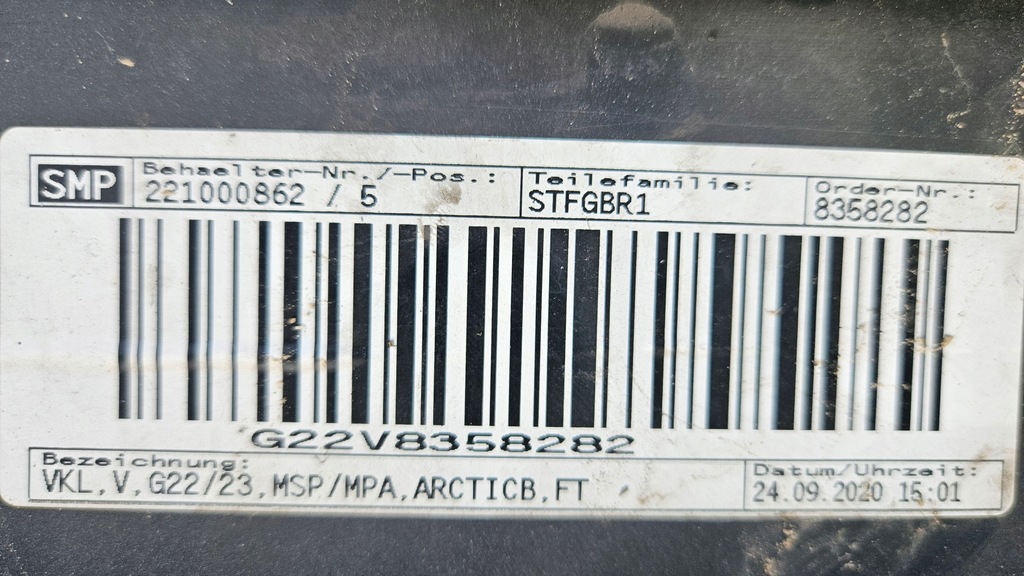 SMP
Behaelter-Nr./-Pos.:
221000862 / 5
Teilefamilie:
STFGBR1
Order-Nr.:
8358282
G22V8358282
Bezeichnung:
VKL,V,G22/23,MSP/MPA,ARCTICB,FT
Datum/Uhrzeit:
24.09.2020 15:01